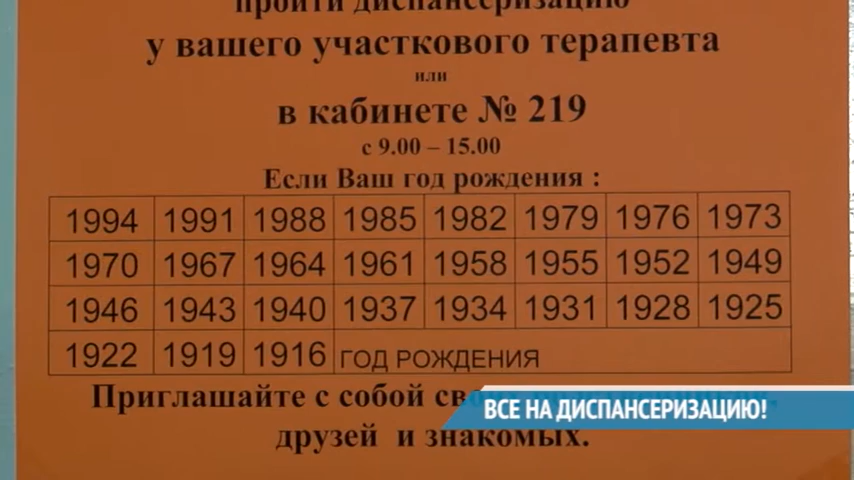 пройти диспансеризацию
у вашего участкового терапевта
или
в кабинете № 219
с 9.00 – 15.00
Если Ваш год рождения :
1994 1991 1988 1985 1982 1979 1976 1973
1970 1967 1964 1961 1958 1955 1952 1949
1946 1943 1940 1937 1934 1931 1928 1925
1922 1919 1916 ГОД РОЖДЕНИЯ
Приглашайте с собой
друзей и знакомых.
ВСЕ НА ДИСПАНСЕРИЗАЦИЮ!